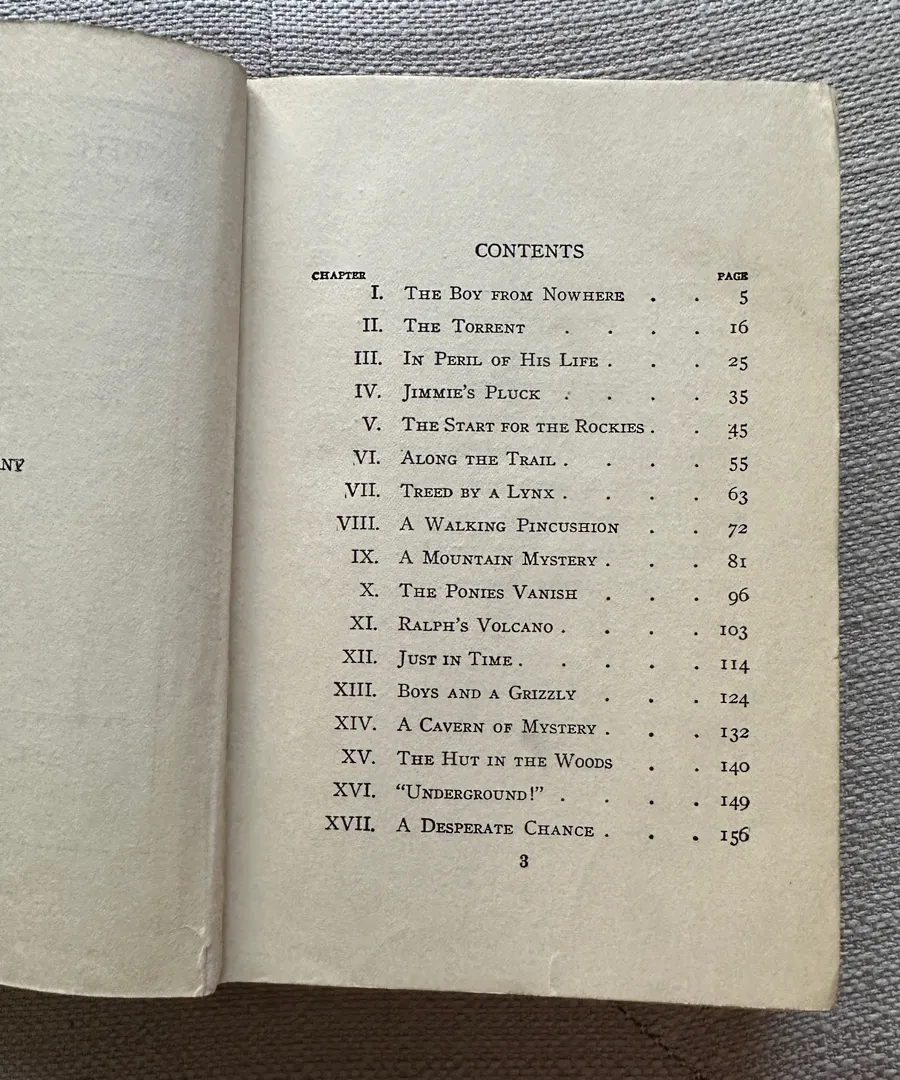 NY
CONTENTS
CHAPTER PAGE
I. THE BOY FROM NOWHERE . . 5
II. THE TORRENT . . . . 16
III. IN PERIL OF HIS LIFE . . . 25
IV. JIMMIE'S PLUCK . . . . 35
V. THE START FOR THE ROCKIES . . 45
VI. ALONG THE TRAIL . . . . 55
VII. TREED BY A LYNX . . . . 63
VIII. A WALKING PINCUSHION . . 72
IX. A MOUNTAIN MYSTERY . . . 81
X. THE PONIES VANISH . . . 96
XI. RALPH'S VOLCANO . . . . 103
XII. JUST IN TIME . . . . . 114
XIII. BOYS AND A GRIZZLY . . . 124
XIV. A CAVERN OF MYSTERY . . . 132
XV. THE HUT IN THE WOODS . . 140
XVI. “UNDERGROUND!” . . . . 149
XVII. A DESPERATE CHANCE . . . 156
3